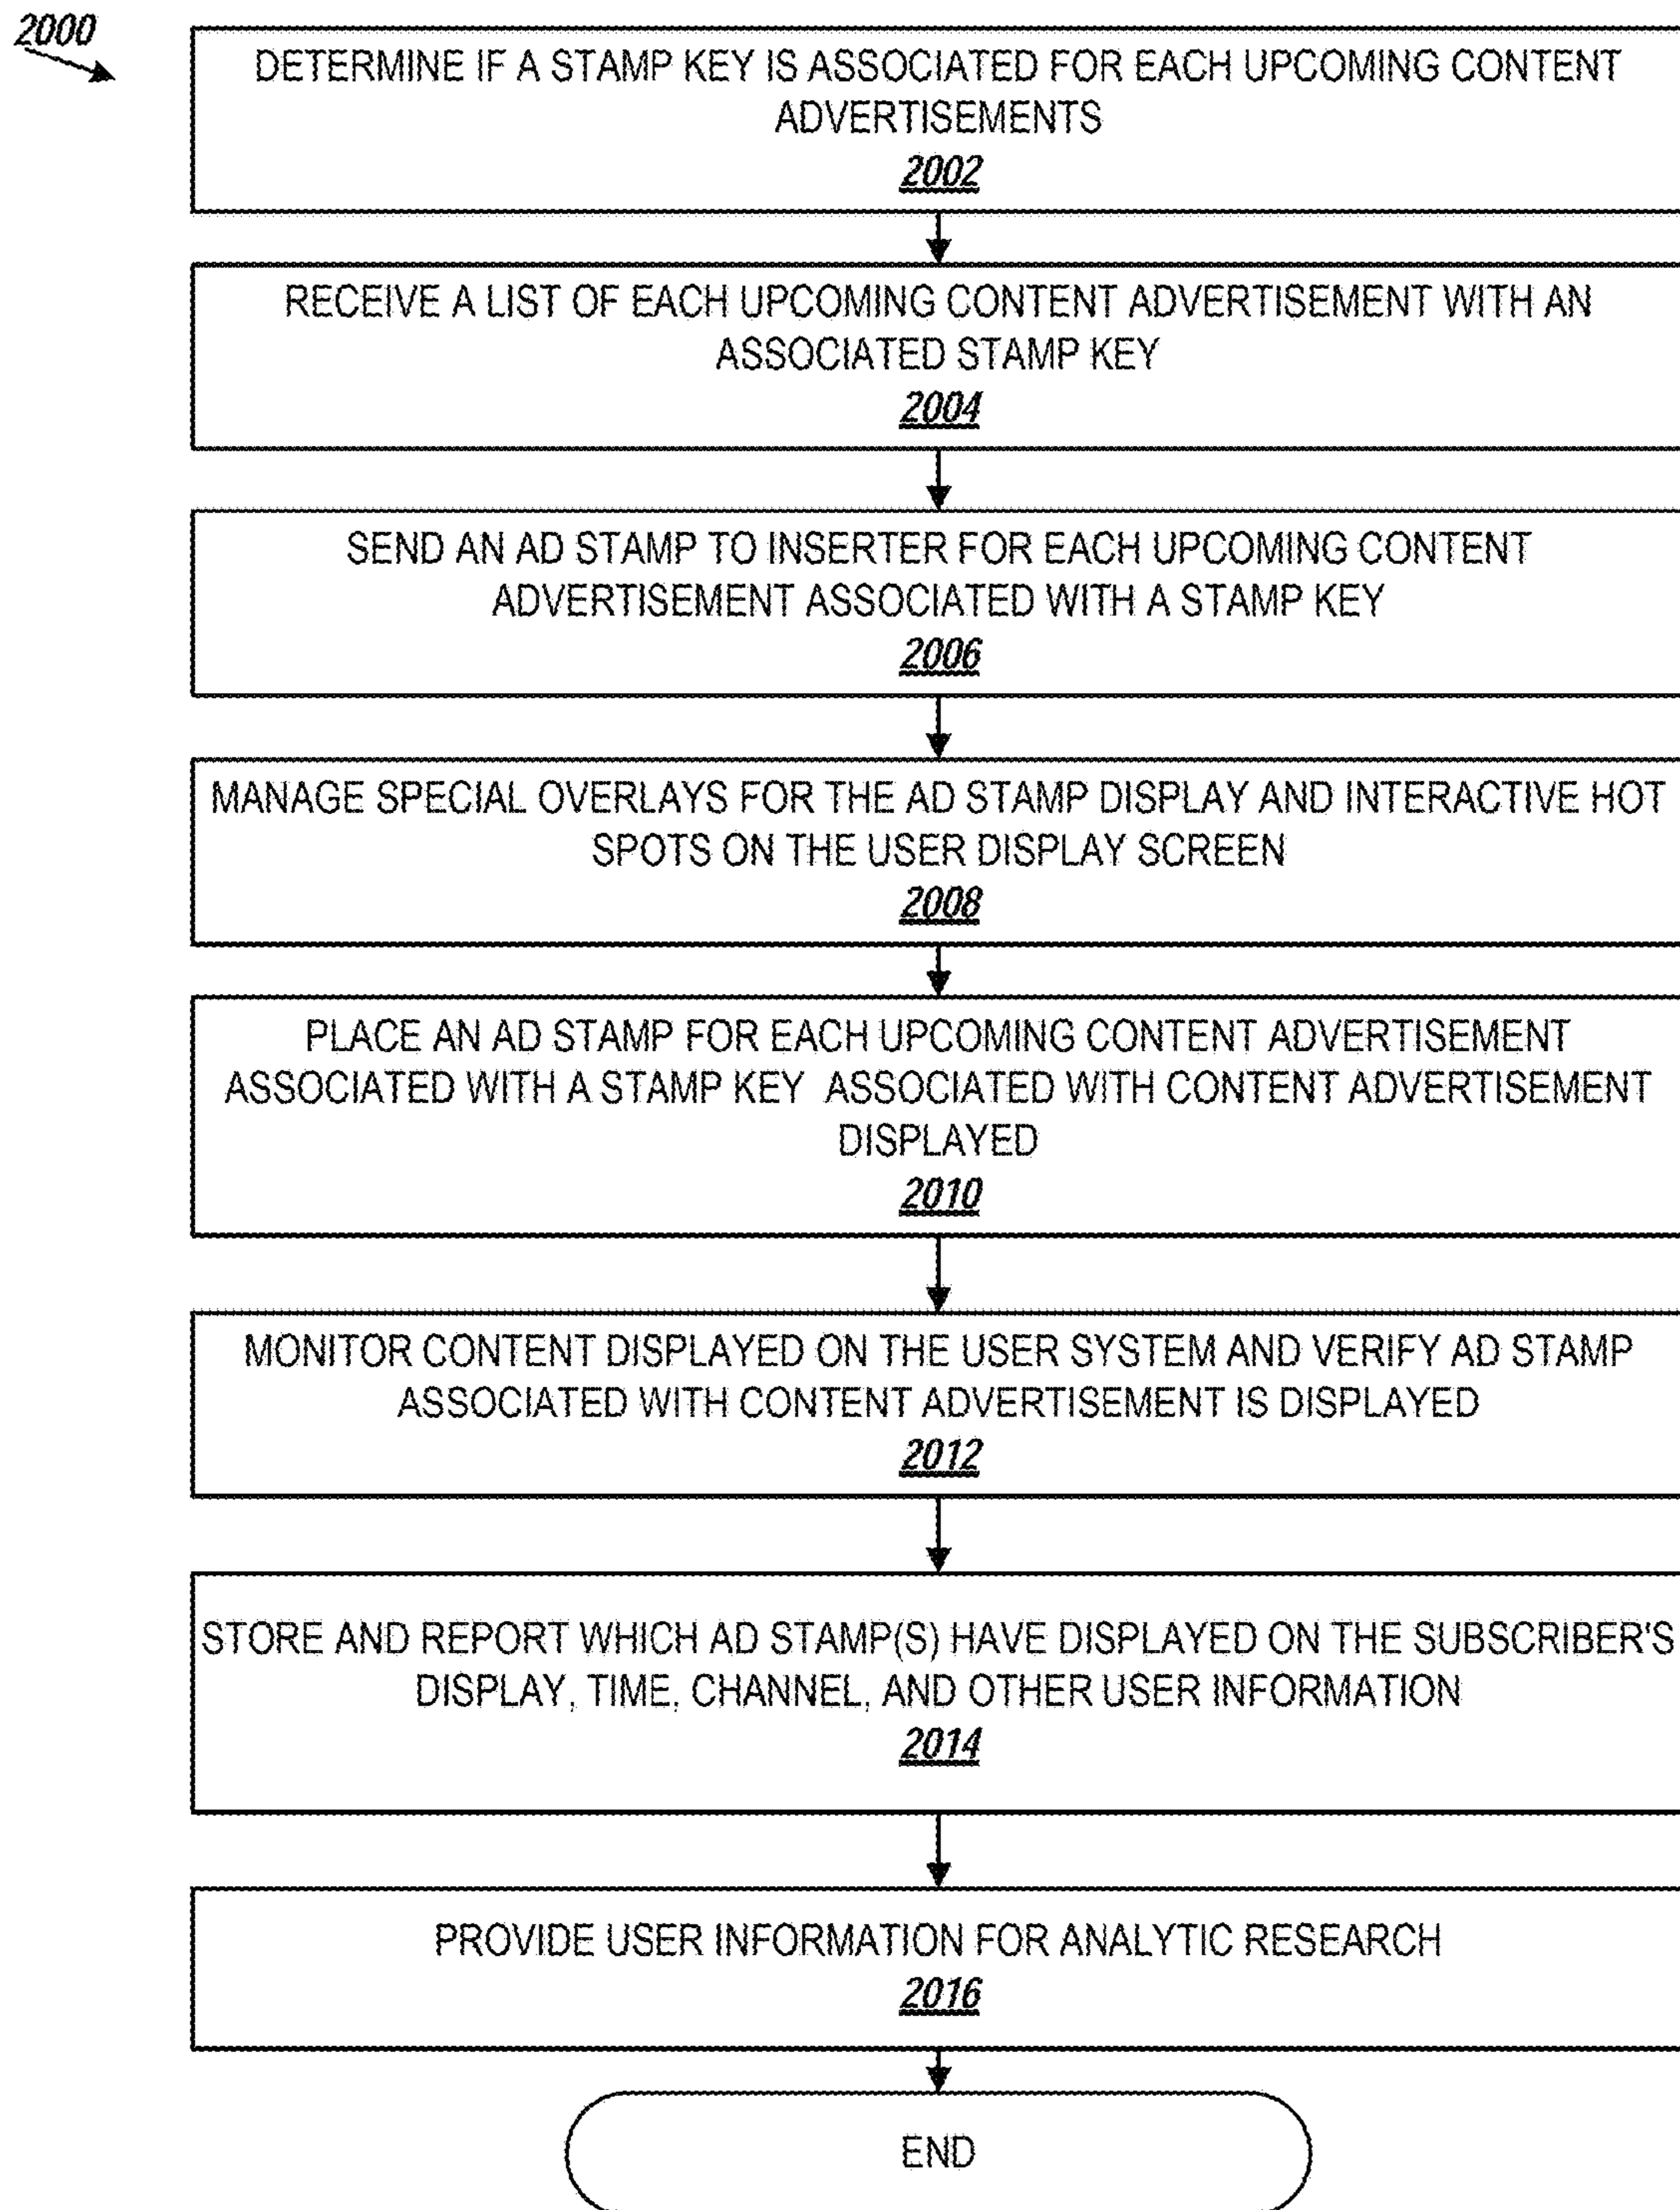 2000
DETERMINE IF A STAMP KEY IS ASSOCIATED FOR EACH UPCOMING CONTENT
ADVERTISEMENTS
2002
RECEIVE A LIST OF EACH UPCOMING CONTENT ADVERTISEMENT WITH AN
ASSOCIATED STAMP KEY
2004
SEND AN AD STAMP TO INSERTER FOR EACH UPCOMING CONTENT
ADVERTISEMENT ASSOCIATED WITH A STAMP KEY
2006
MANAGE SPECIAL OVERLAYS FOR THE AD STAMP DISPLAY AND INTERACTIVE HOT
SPOTS ON THE USER DISPLAY SCREEN
2008
PLACE AN AD STAMP FOR EACH UPCOMING CONTENT ADVERTISEMENT
ASSOCIATED WITH A STAMP KEY ASSOCIATED WITH CONTENT ADVERTISEMENT
DISPLAYED
2010
MONITOR CONTENT DISPLAYED ON THE USER SYSTEM AND VERIFY AD STAMP
ASSOCIATED WITH CONTENT ADVERTISEMENT IS DISPLAYED
2012
STORE AND REPORT WHICH AD STAMP(S) HAVE DISPLAYED ON THE SUBSCRIBER'S
DISPLAY, TIME, CHANNEL, AND OTHER USER INFORMATION
2014
PROVIDE USER INFORMATION FOR ANALYTIC RESEARCH
2016
END